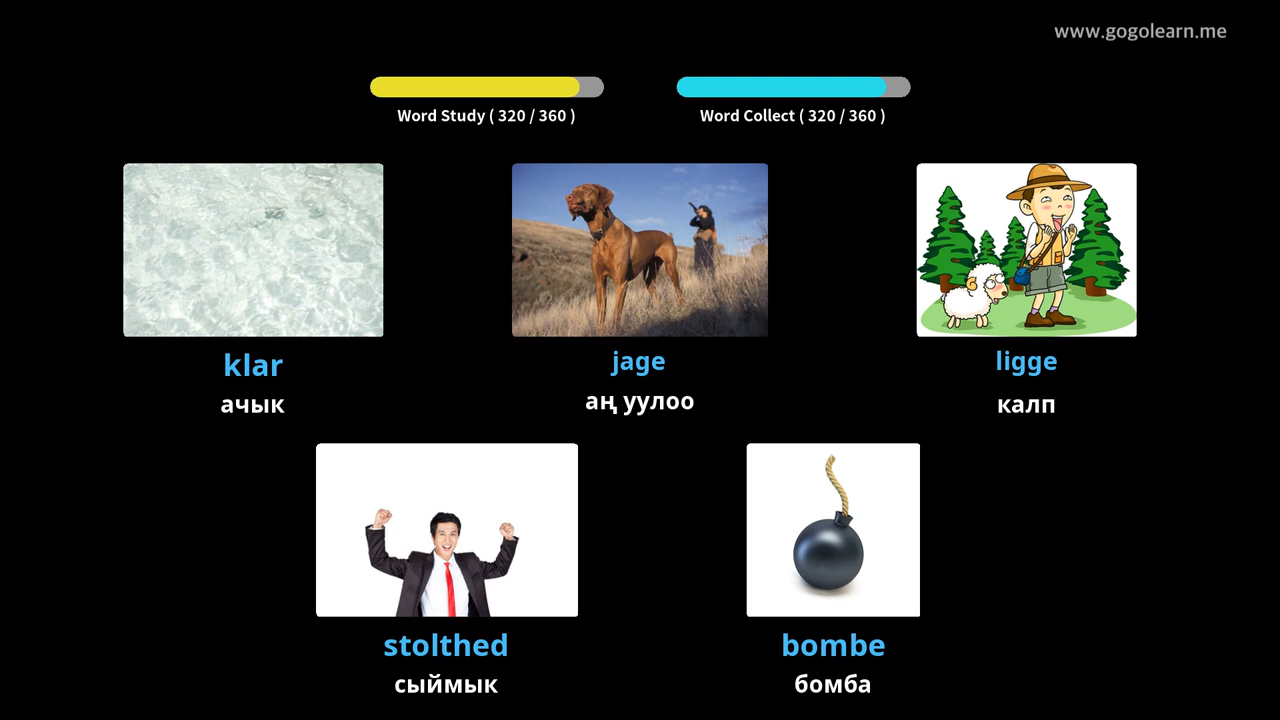 www.gogolearn.me
Word Study ( 320 / 360 )
Word Collect ( 320 / 360 )
klar
ачык
jage
аң уулоо
ligge
калп
stolthed
сыймык
bombe
бомба